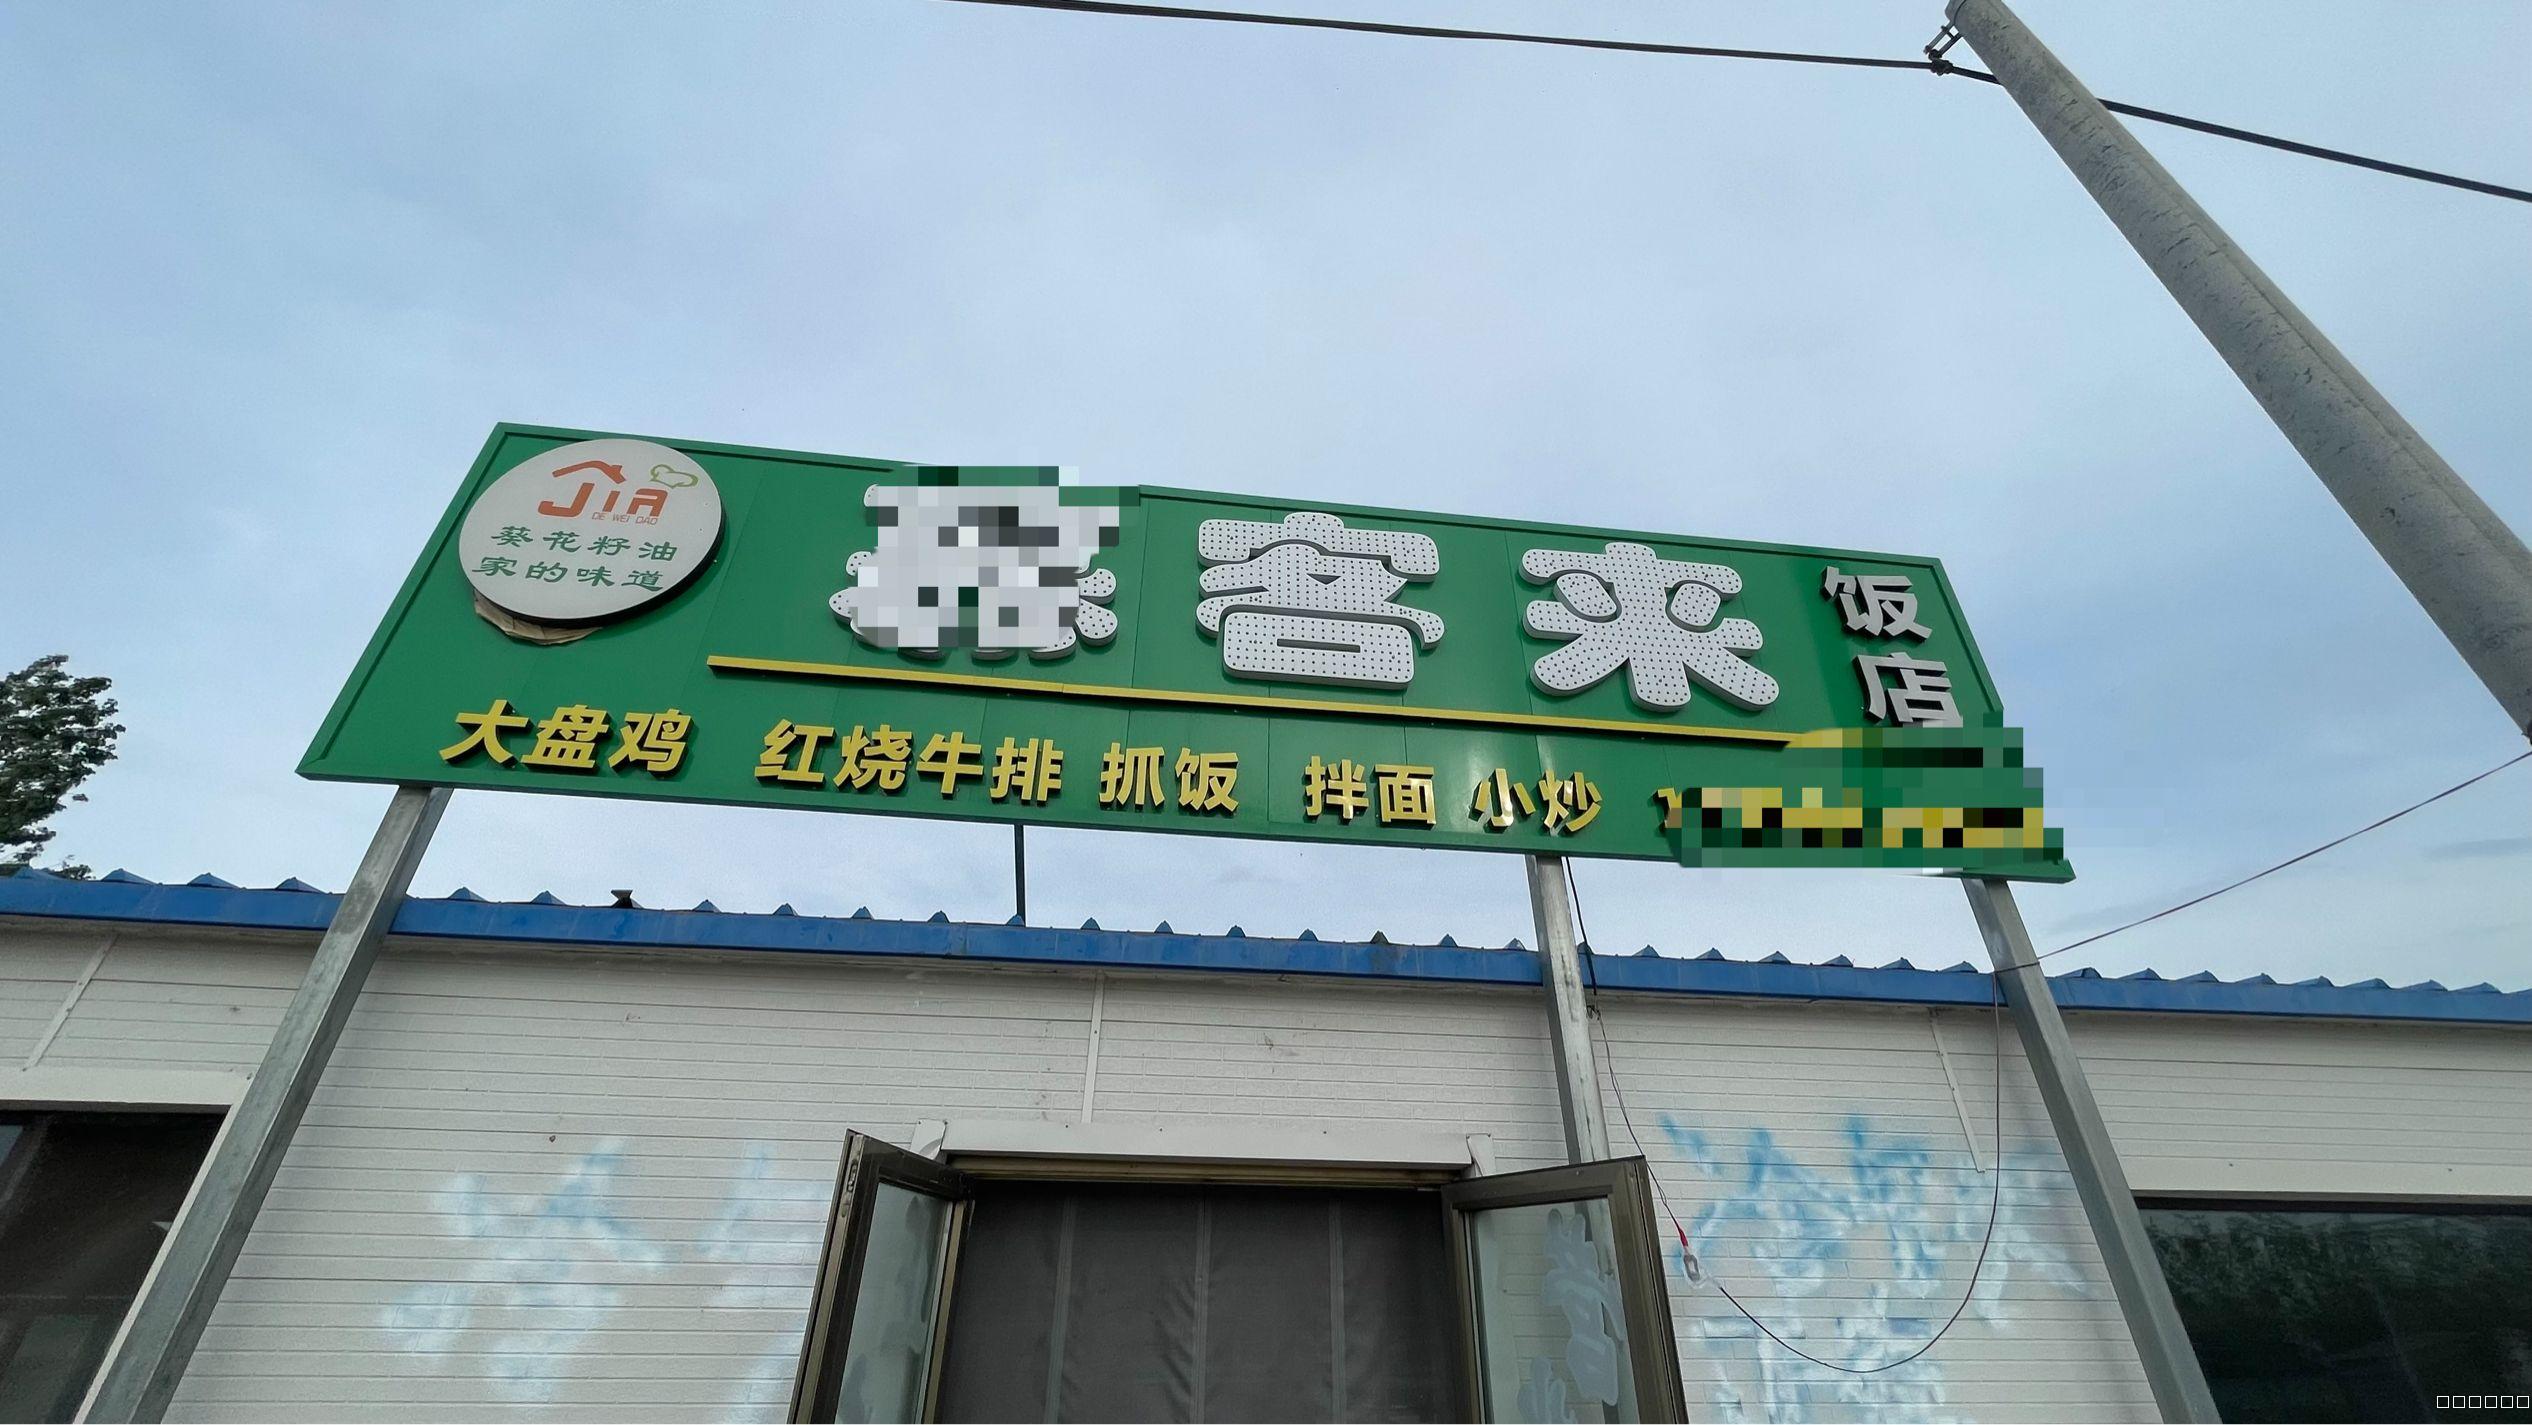 JIA
DE WEI DAO
葵花籽油
家的味道
客来
饭店
大盘鸡 红烧牛排 抓饭 拌面 小炒